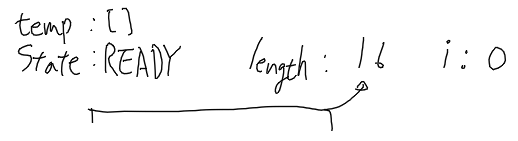 temp : []
State : READY length : 16 i : 0